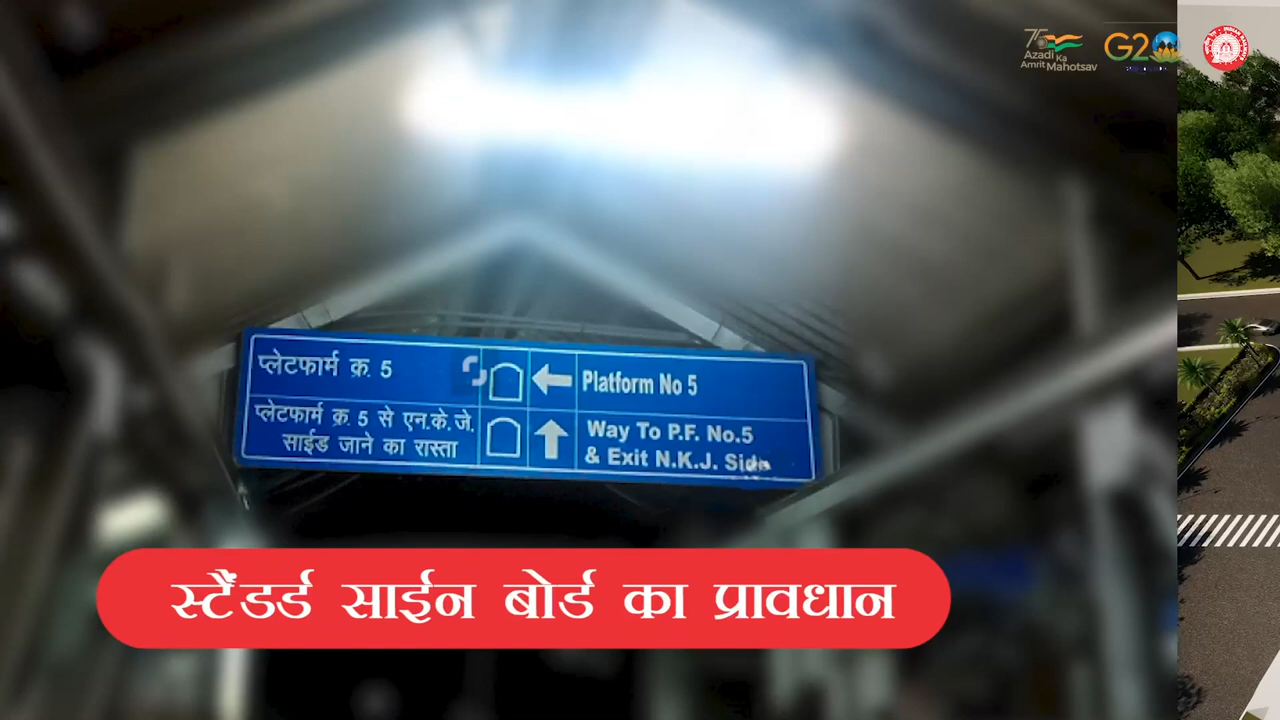 75
Azadi Ka
Amrit Mahotsav
G20
प्लेटफार्म क्र. 5
Platform No 5
प्लेटफार्म क्र. 5 से एन.के.जे.
साईड जाने का रास्ता
Way To P.F. No.5
& Exit N.K.J. Side
स्टैंडर्ड साईन बोर्ड का प्रावधान